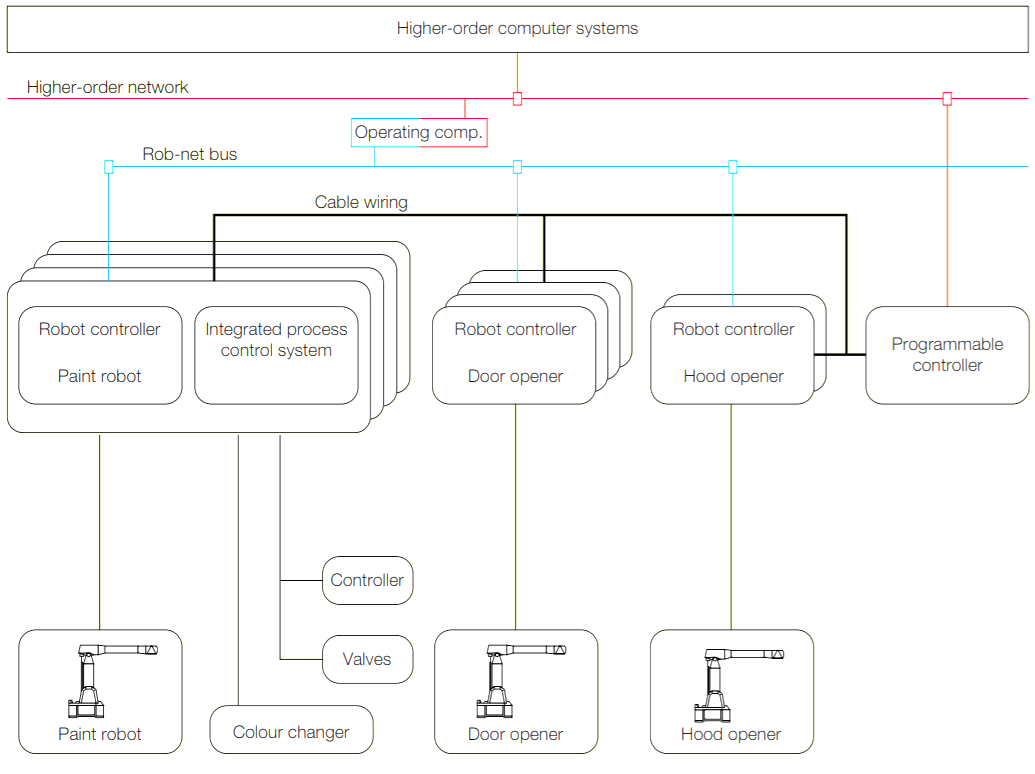 Higher-order computer systems
Higher-order network
Operating comp.
Rob-net bus
Cable wiring
Robot controller
Paint robot
Integrated process
control system
Robot controller
Door opener
Robot controller
Hood opener
Programmable
controller
Controller
Valves
Paint robot
Colour changer
Door opener
Hood opener